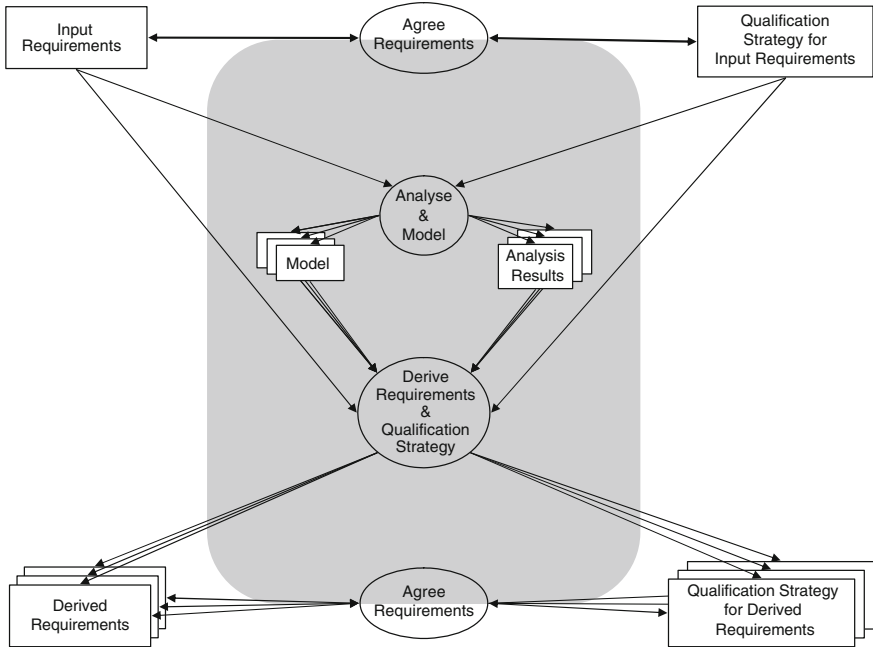 Input
Requirements
Agree
Requirements
Qualification
Strategy for
Input Requirements
Analyse
&
Model
Model
Analysis
Results
Derive
Requirements
&
Qualification
Strategy
Derived
Requirements
Agree
Requirements
Qualification Strategy
for Derived
Requirements